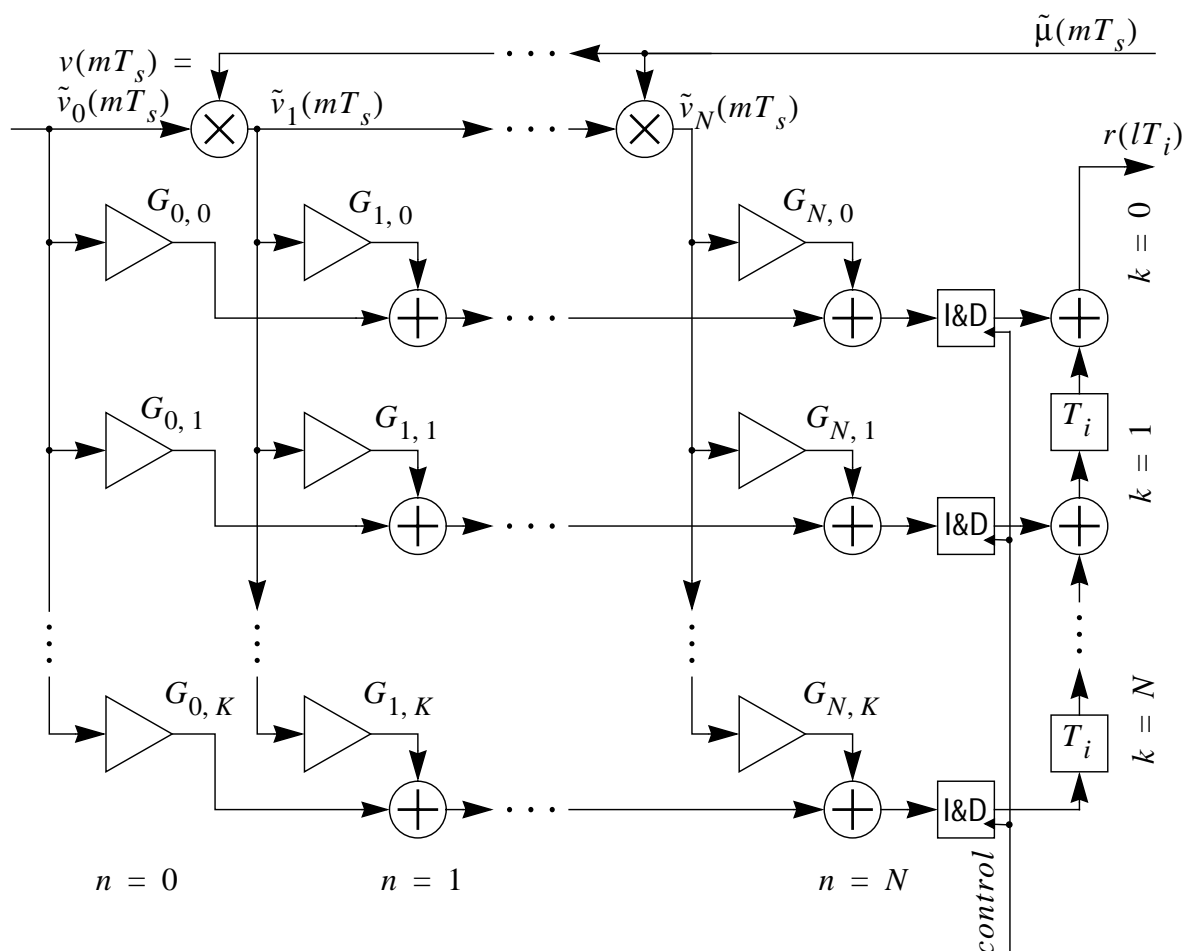 μ̃(mT_s)
v(mT_s) =
ṽ_0(mT_s)
ṽ_1(mT_s)
ṽ_N(mT_s)
r(lT_i)
G_{0, 0}
G_{1, 0}
G_{N, 0}
k = 0
I&D
G_{0, 1}
G_{1, 1}
G_{N, 1}
T_i
k = 1
I&D
G_{0, K}
G_{1, K}
G_{N, K}
T_i
k = N
I&D
n = 0
n = 1
n = N
control